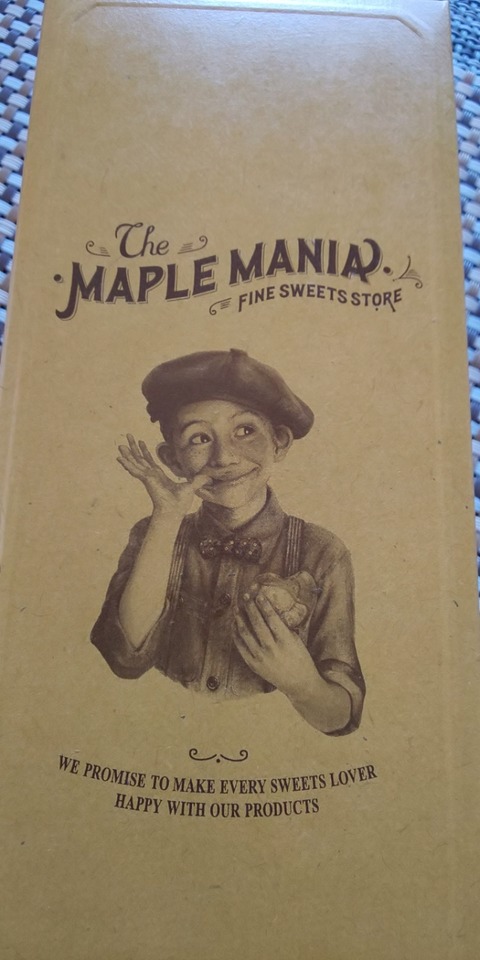 The
MAPLE MANIA
FINE SWEETS STORE
WE PROMISE TO MAKE EVERY SWEETS LOVER
HAPPY WITH OUR PRODUCTS